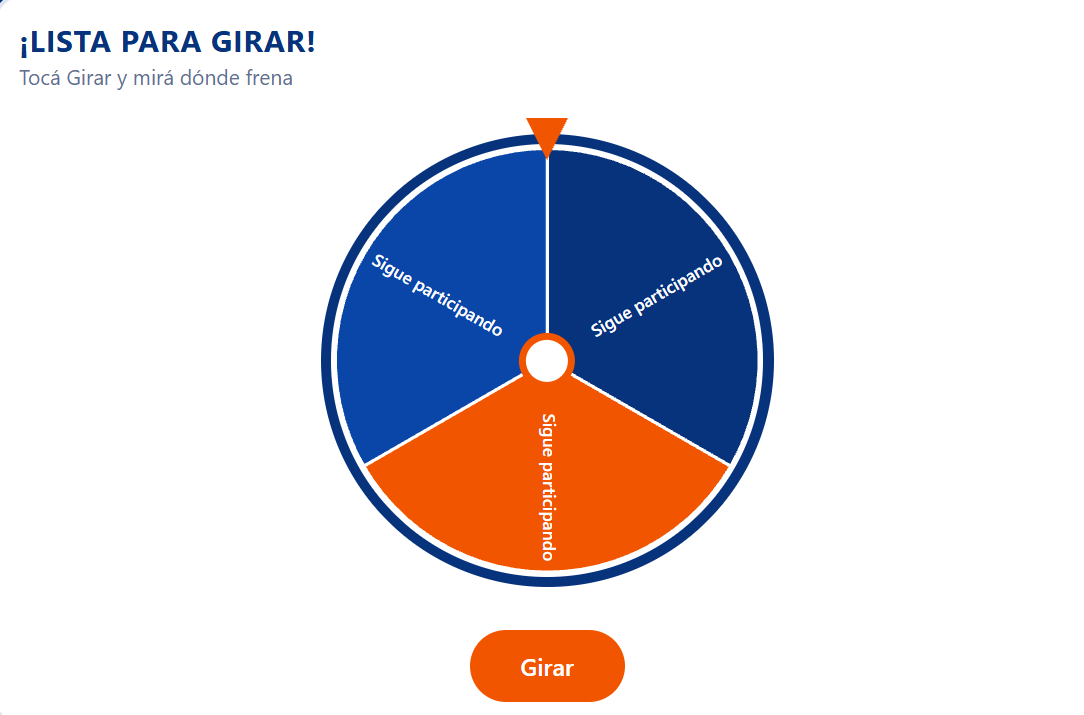 ¡LISTA PARA GIRAR!
Tocá Girar y mirá dónde frena
Sigue participando
Sigue participando
Sigue participando
Girar